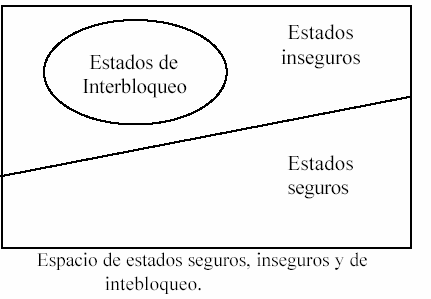 Estados de
Interbloqueo
Estados
inseguros
Estados
seguros
Espacio de estados seguros, inseguros y de
intebloqueo.